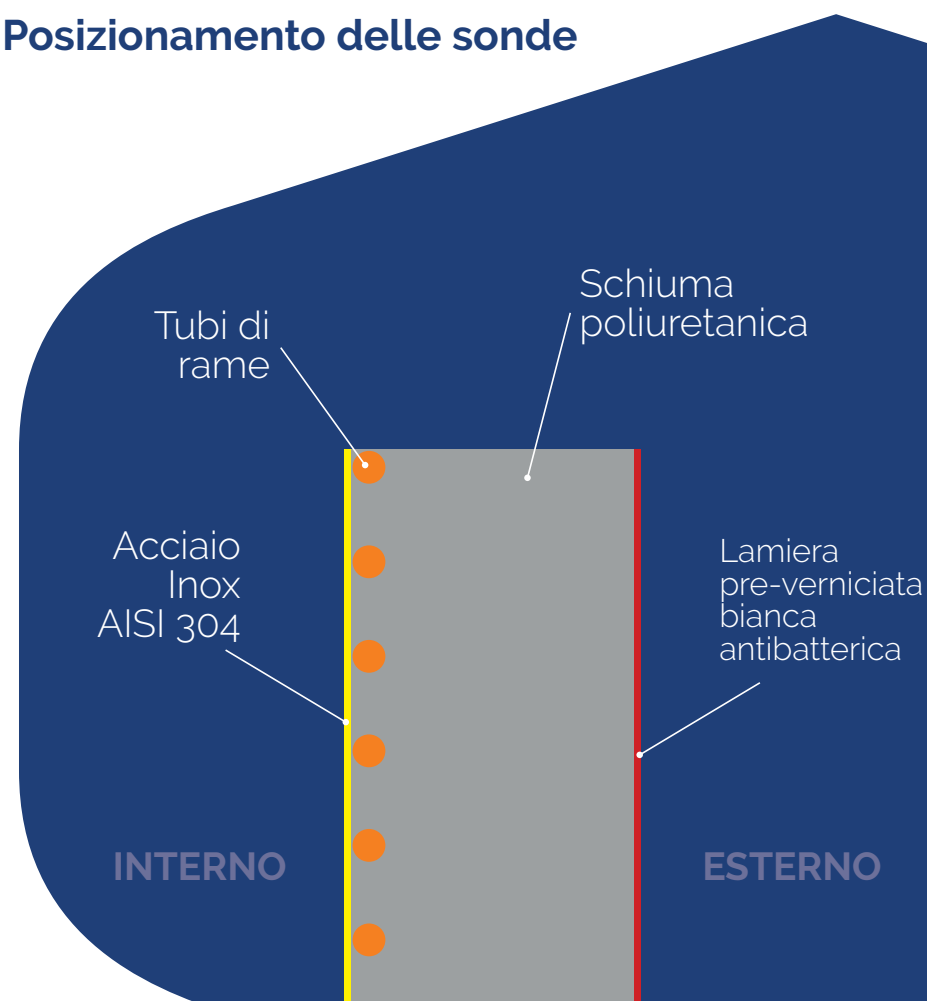 Posizionamento delle sonde
Schiuma
poliuretanica
Tubi di
rame
Acciaio
Inox
AISI 304
Lamiera
pre-verniciata
bianca
antibatterica
INTERNO
ESTERNO